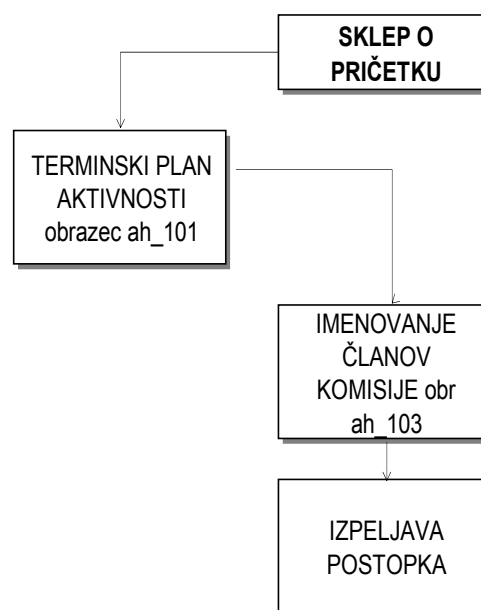 SKLEP O
PRIČETKU
TERMINSKI PLAN
AKTIVNOSTI
obrazec ah_101
IMENOVANJE
ČLANOV
KOMISIJE obr
ah_103
IZPELJAVA
POSTOPKA